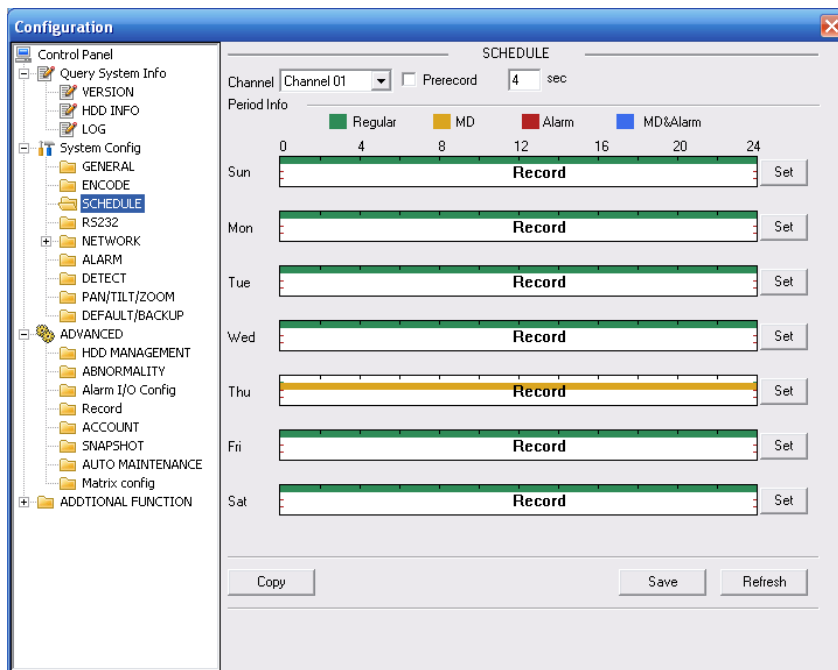 Configuration
Control Panel
Query System Info
VERSION
HDD INFO
LOG
System Config
GENERAL
ENCODE
SCHEDULE
RS232
NETWORK
ALARM
DETECT
PAN/TILT/ZOOM
DEFAULT/BACKUP
ADVANCED
HDD MANAGEMENT
ABNORMALITY
Alarm I/O Config
Record
ACCOUNT
SNAPSHOT
AUTO MAINTENANCE
Matrix config
ADDTIONAL FUNCTION
SCHEDULE
Channel Channel 01 Prerecord 4 sec
Period Info
Regular MD Alarm MD&Alarm
0 4 8 12 16 20 24
Sun Record Set
Mon Record Set
Tue Record Set
Wed Record Set
Thu Record Set
Fri Record Set
Sat Record Set
Copy Save Refresh